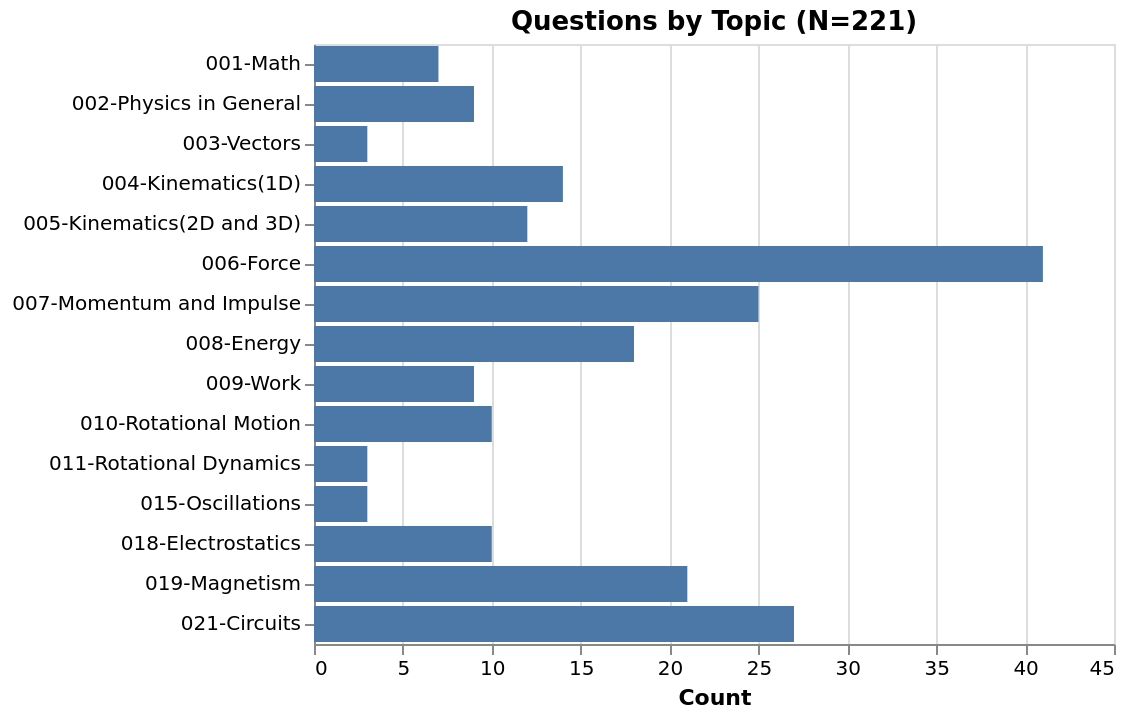 Questions by Topic (N=221)
001-Math
002-Physics in General
003-Vectors
004-Kinematics(1D)
005-Kinematics(2D and 3D)
006-Force
007-Momentum and Impulse
008-Energy
009-Work
010-Rotational Motion
011-Rotational Dynamics
015-Oscillations
018-Electrostatics
019-Magnetism
021-Circuits
0 5 10 15 20 25 30 35 40 45
Count